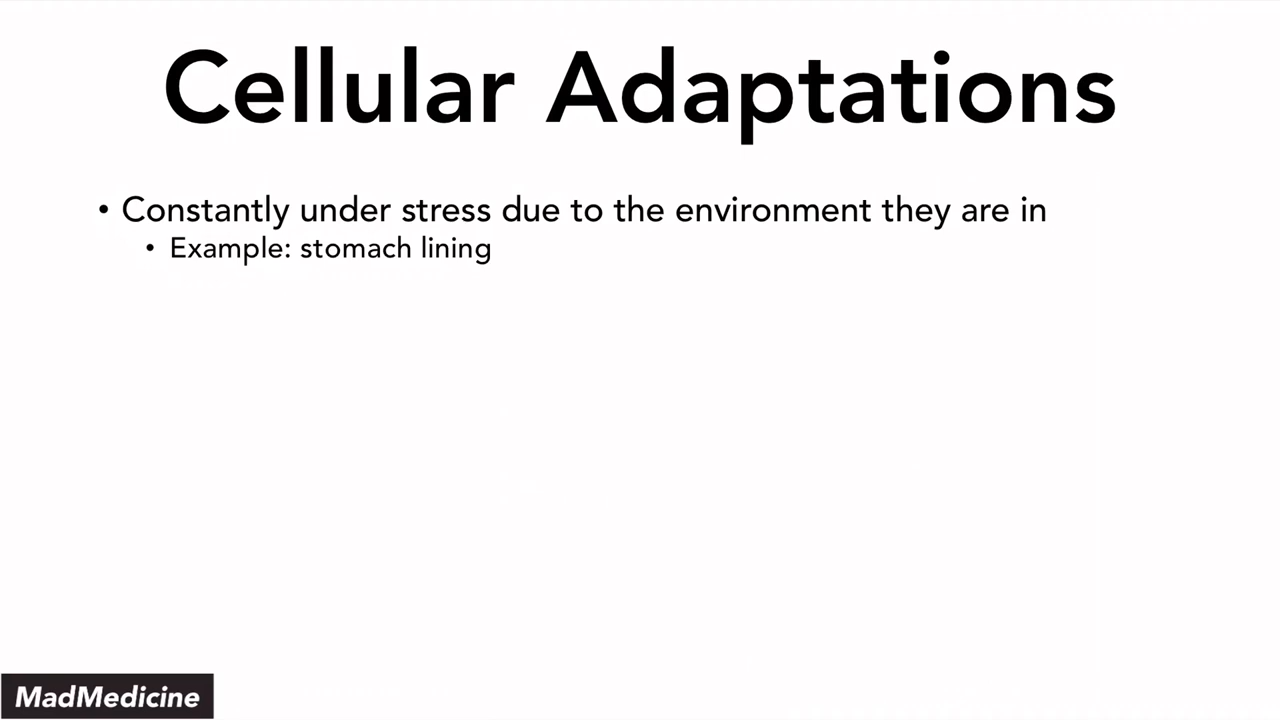 Cellular Adaptations
• Constantly under stress due to the environment they are in
• Example: stomach lining
MadMedicine